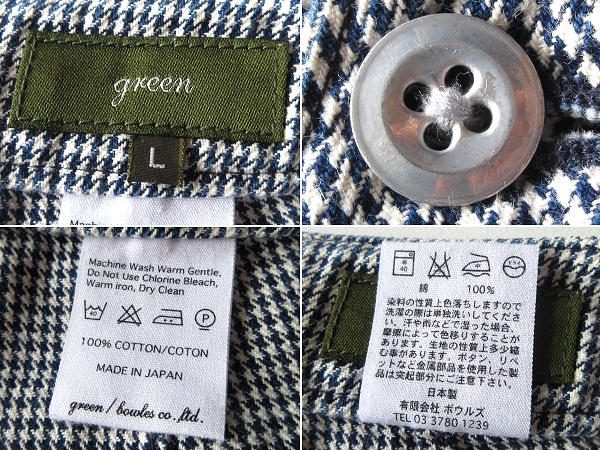 green
L
Machine Wash Warm Gentle,
Do Not Use Chlorine Bleach,
Warm iron, Dry Clean
40
P
100% COTTON/COTON
MADE IN JAPAN
green / bowles co.,ltd.
40
綿 100%
染料の性質上色落ちしますので
洗濯の際は単独洗いしてくださ
い。汗や雨などで湿った場合、
摩擦によって色移りすることが
あります。生地の性質上多少縮
む事があります。ボタン、リベ
ットなど金属部品を使用した製
品は突起部分にご注意下さい。
日本製
有限会社 ボウルズ
TEL 03 3780 1239